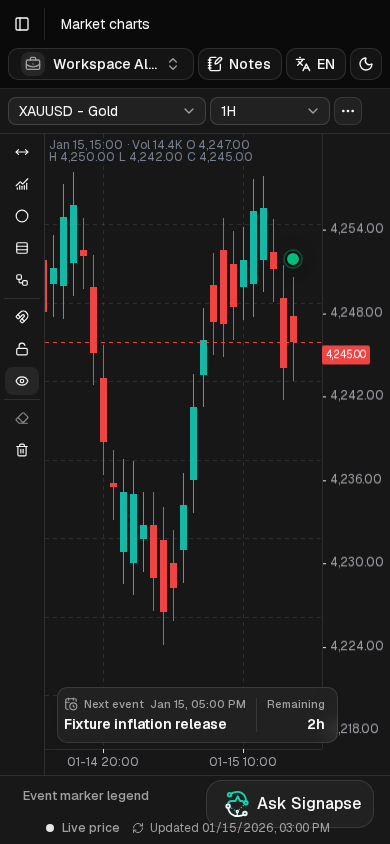 Market charts
Workspace Al...
Notes
EN
XAUUSD - Gold
1H
Jan 15, 15:00 · Vol 14.4K O 4,247.00
H 4,250.00 L 4,242.00 C 4,245.00
4,254.00
4,248.00
4,245.00
4,242.00
4,236.00
4,230.00
4,224.00
,218.00
Next event Jan 15, 05:00 PM
Remaining
Fixture inflation release
2h
01-14 20:00
01-15 10:00
Event marker legend
Ask Signapse
Live price
Updated 01/15/2026, 03:00 PM